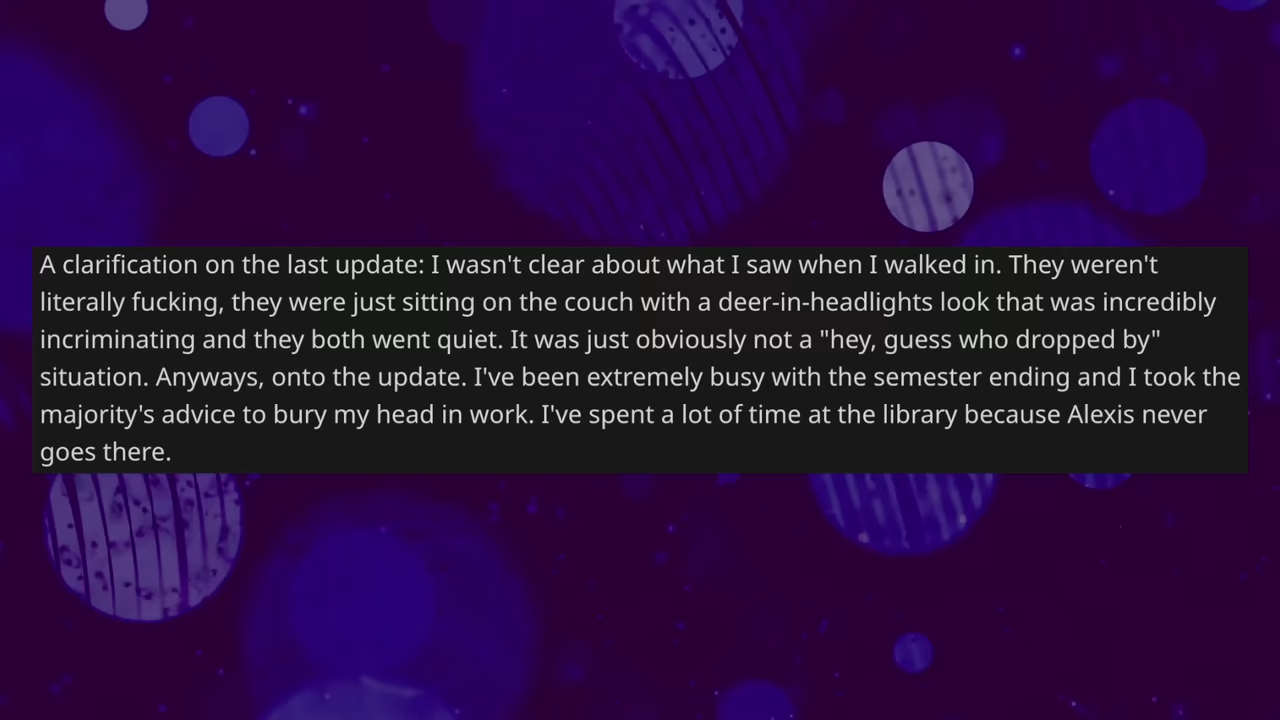 A clarification on the last update: I wasn't clear about what I saw when I walked in. They weren't
literally fucking, they were just sitting on the couch with a deer-in-headlights look that was incredibly
incriminating and they both went quiet. It was just obviously not a "hey, guess who dropped by"
situation. Anyways, onto the update. I've been extremely busy with the semester ending and I took the
majority's advice to bury my head in work. I've spent a lot of time at the library because Alexis never
goes there.